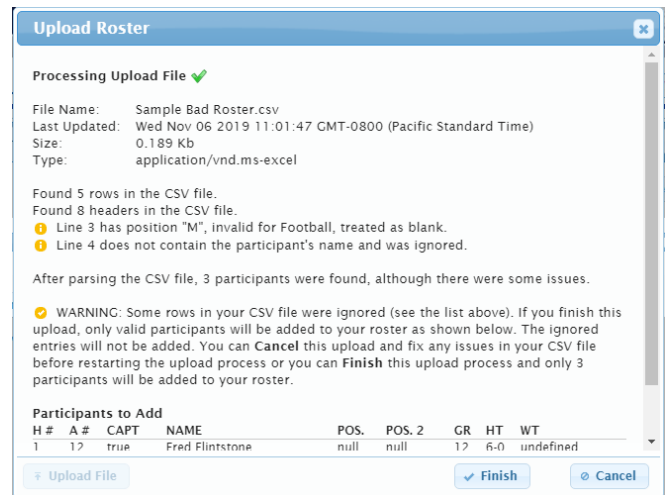 Upload Roster
Processing Upload File
File Name: Sample Bad Roster.csv
Last Updated: Wed Nov 06 2019 11:01:47 GMT-0800 (Pacific Standard Time)
Size: 0.189 Kb
Type: application/vnd.ms-excel
Found 5 rows in the CSV file.
Found 8 headers in the CSV file.
Line 3 has position "M", invalid for Football, treated as blank.
Line 4 does not contain the participant's name and was ignored.
After parsing the CSV file, 3 participants were found, although there were some issues.
WARNING: Some rows in your CSV file were ignored (see the list above). If you finish this
upload, only valid participants will be added to your roster as shown below. The ignored
entries will not be added. You can Cancel this upload and fix any issues in your CSV file
before restarting the upload process or you can Finish this upload process and only 3
participants will be added to your roster.
Participants to Add
H # A # CAPT NAME POS. POS. 2 GR HT WT
1 12 true Fred Flintstone null null 12 6-0 undefined
Upload File Finish Cancel